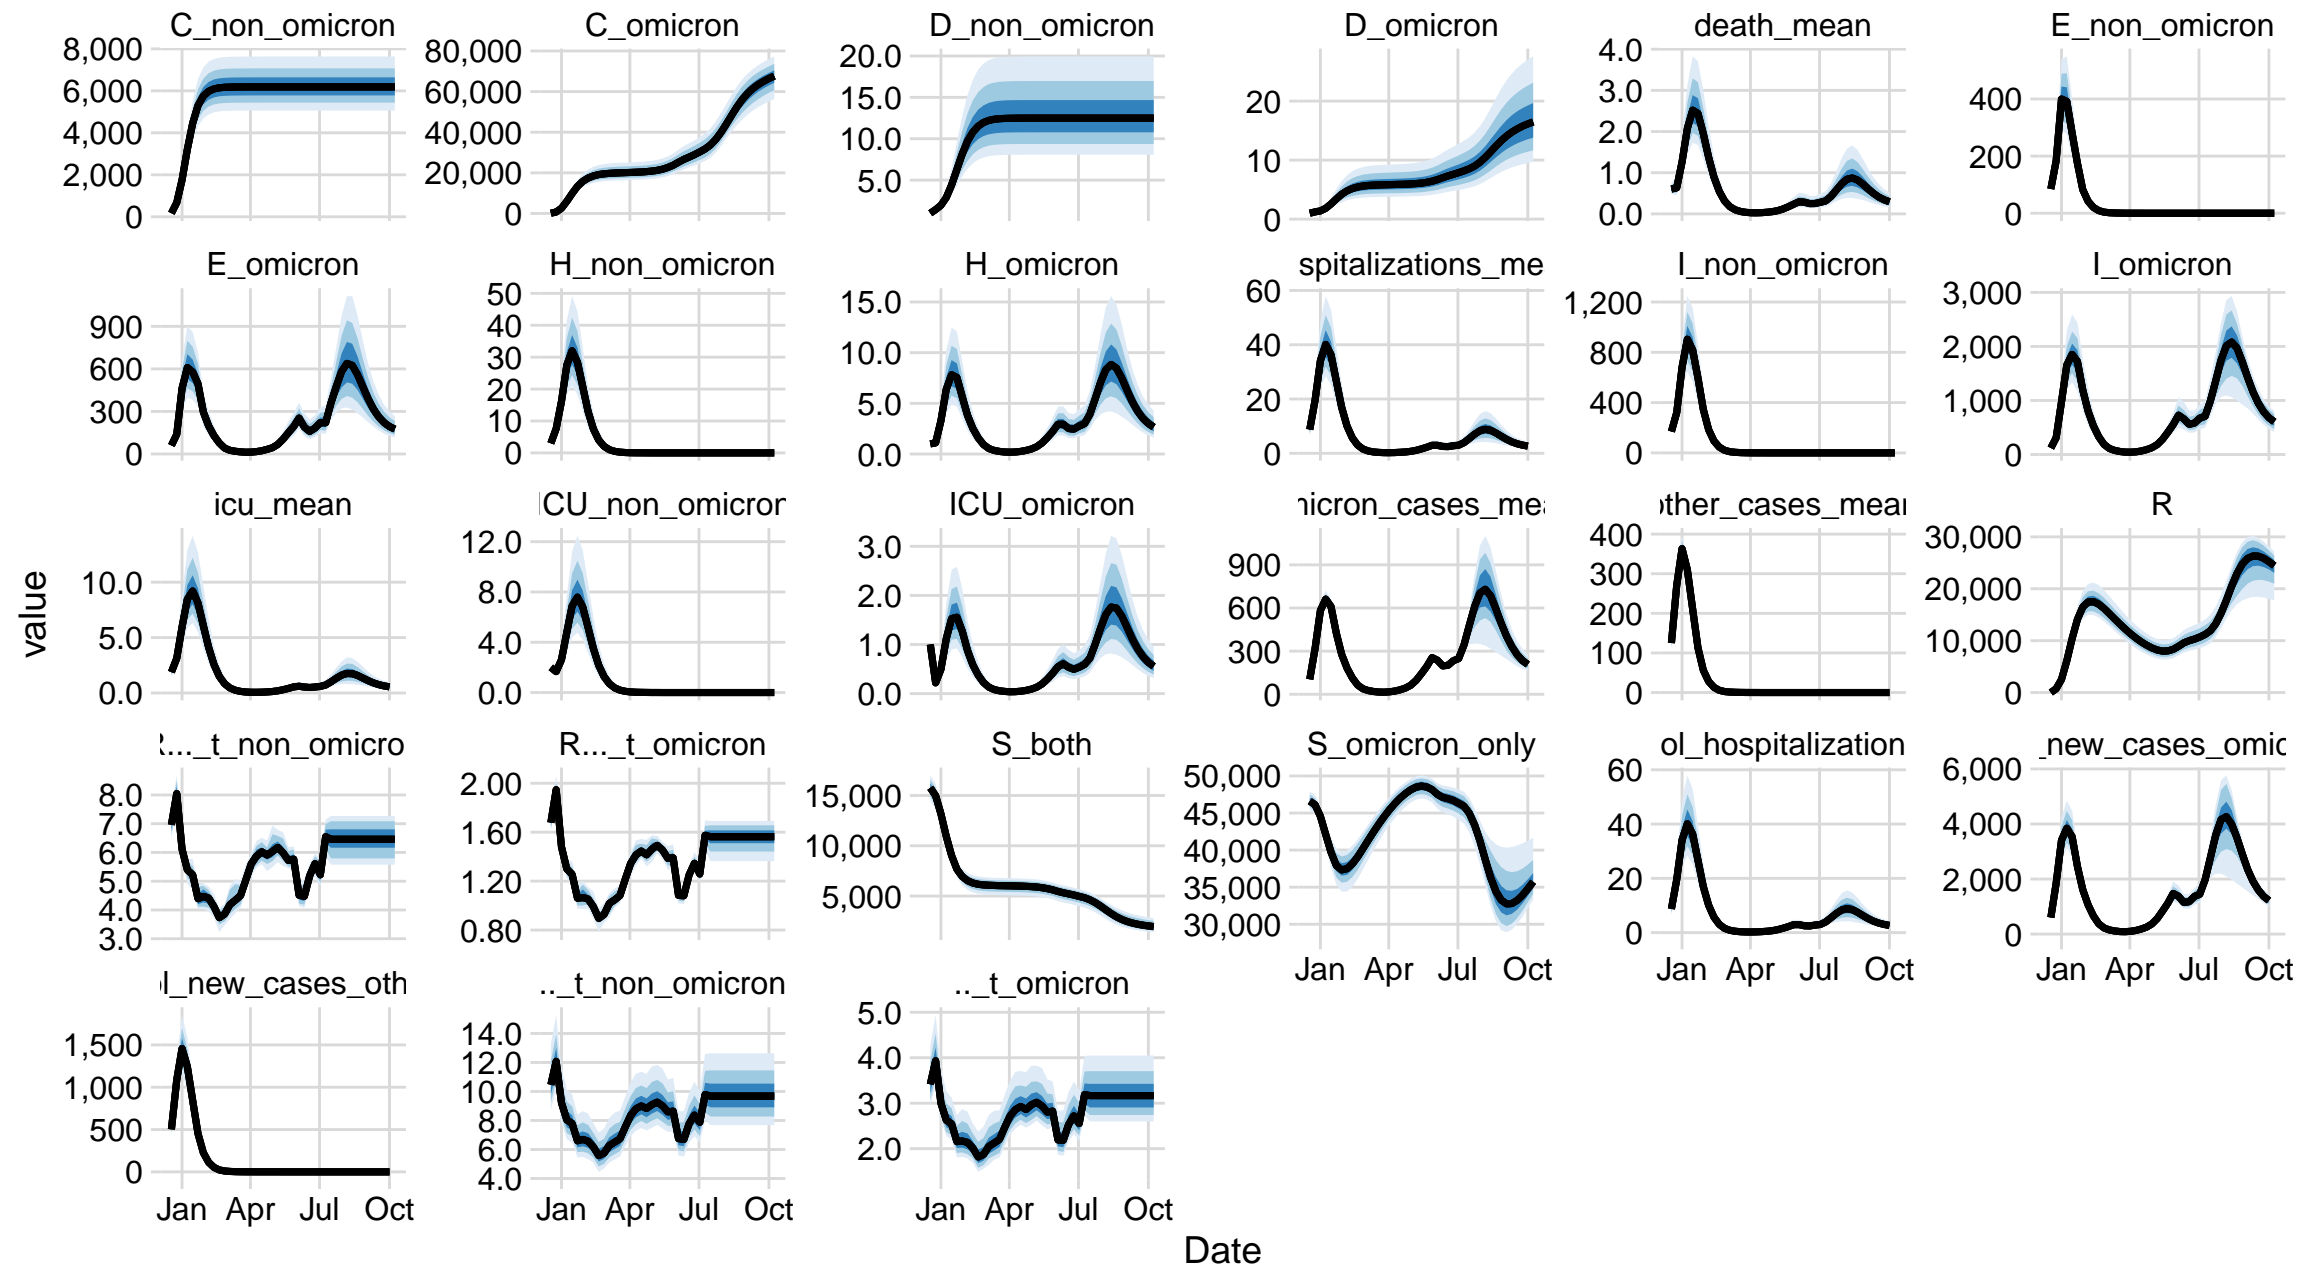 C_non_omicron C_omicron D_non_omicron D_omicron death_mean E_non_omicron
8,000 6,000 4,000 2,000 0
80,000 60,000 40,000 20,000 0
20.0 15.0 10.0 5.0
20 10 0
4.0 3.0 2.0 1.0 0.0
400 200 0
E_omicron H_non_omicron H_omicron spitalizations_me I_non_omicron I_omicron
900 600 300 0
50 40 30 20 10 0
15.0 10.0 5.0 0.0
60 40 20 0
1,200 800 400 0
3,000 2,000 1,000 0
icu_mean ICU_non_omicron ICU_omicron nicron_cases_mea other_cases_mean R
10.0 5.0 0.0
12.0 8.0 4.0 0.0
3.0 2.0 1.0 0.0
900 600 300 0
400 300 200 100 0
30,000 20,000 10,000 0
R..._t_non_omicro R..._t_omicron S_both S_omicron_only ol_hospitalization _new_cases_omic
8.0 7.0 6.0 5.0 4.0 3.0
2.00 1.60 1.20 0.80
15,000 10,000 5,000
50,000 45,000 40,000 35,000 30,000
60 40 20 0
6,000 4,000 2,000 0
Jan Apr Jul Oct
Jan Apr Jul Oct
Jan Apr Jul Oct
l_new_cases_oth .._t_non_omicron .._t_omicron
1,500 1,000 500 0
14.0 12.0 10.0 8.0 6.0 4.0
5.0 4.0 3.0 2.0
Jan Apr Jul Oct
Jan Apr Jul Oct
Jan Apr Jul Oct
value
Date